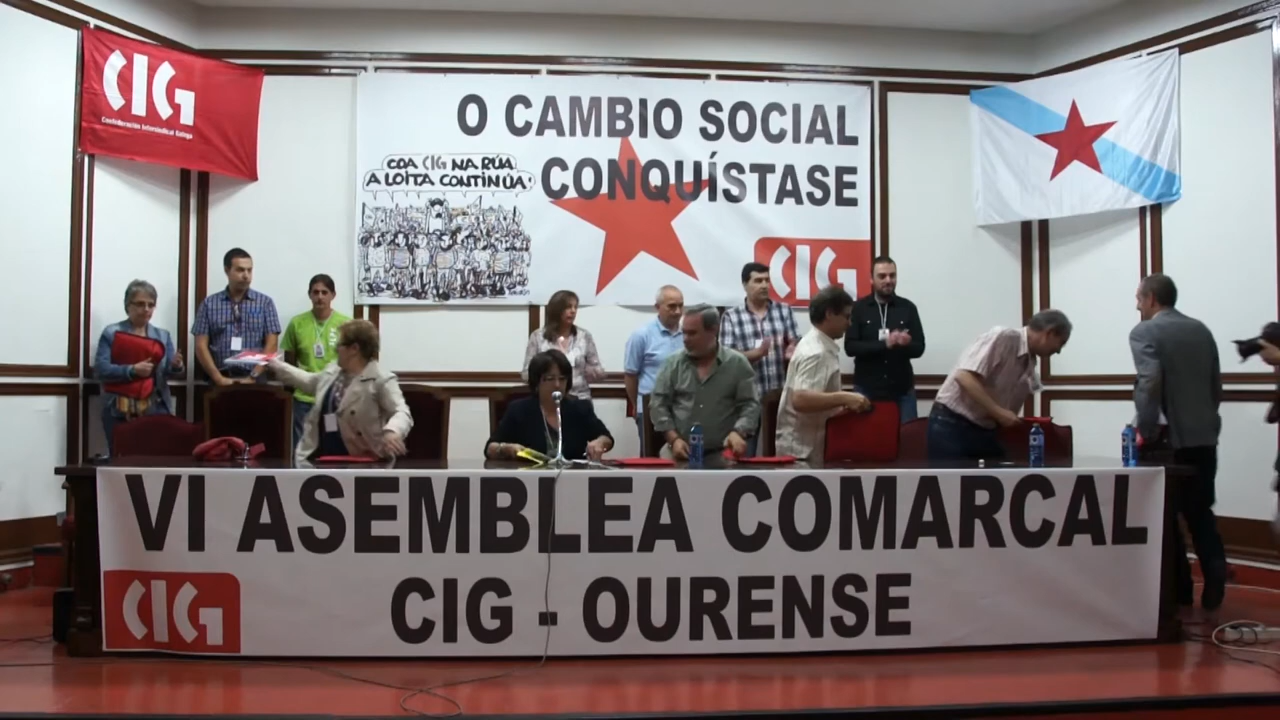 CIG
Confederación Intersindical Galega
O CAMBIO SOCIAL
CONQUÍSTASE
COA CIG NA RÚA
A LOITA CONTINÚA
CIG
VI ASEMBLEA COMARCAL
CIG - OURENSE
CIG